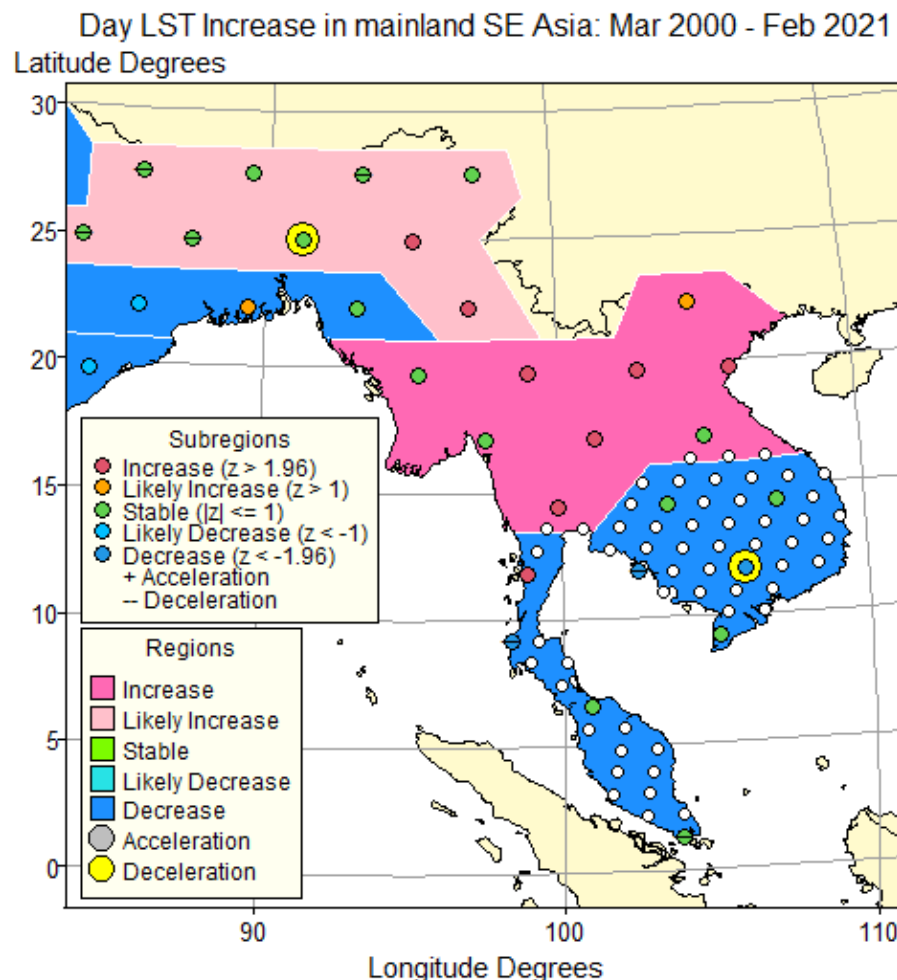 Day LST Increase in mainland SE Asia: Mar 2000 - Feb 2021
Latitude Degrees
30
25
20
15
10
5
0
Subregions
Increase (z > 1.96)
Likely Increase (z > 1)
Stable (|z| <= 1)
Likely Decrease (z < -1)
Decrease (z < -1.96)
+ Acceleration
-- Deceleration
Regions
Increase
Likely Increase
Stable
Likely Decrease
Decrease
Acceleration
Deceleration
90
100
110
Longitude Degrees